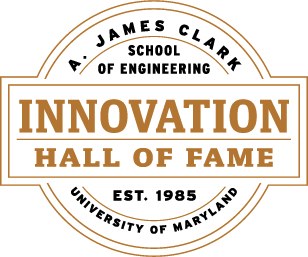 A. JAMES CLARK
SCHOOL
OF ENGINEERING
INNOVATION
HALL OF FAME
EST. 1985
UNIVERSITY OF MARYLAND